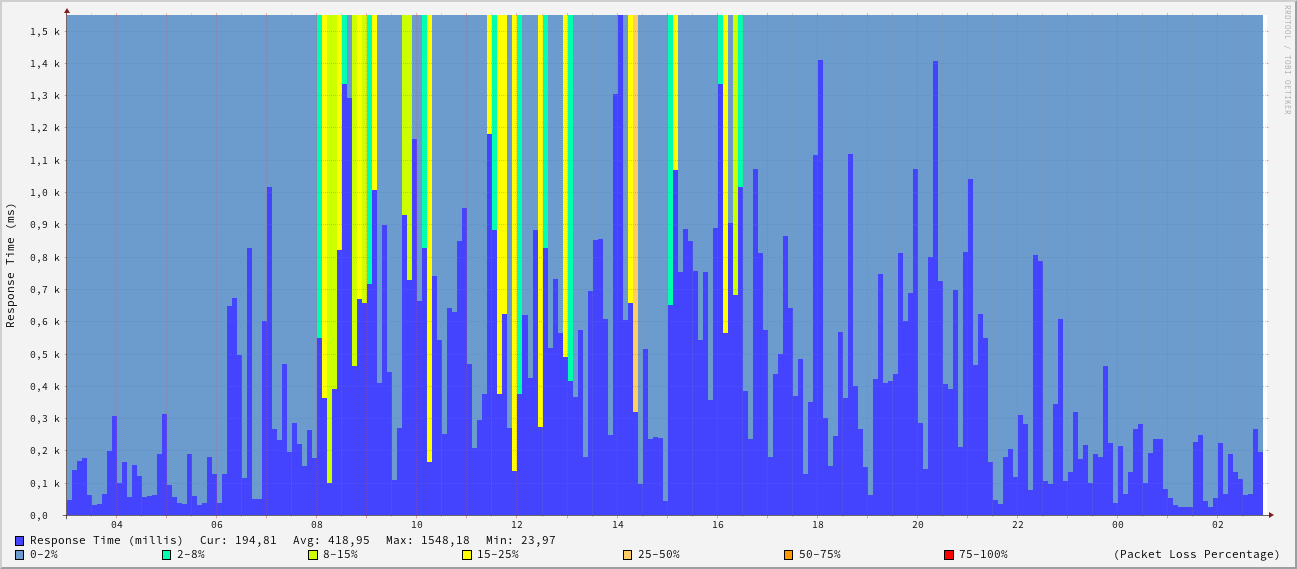 RRDTOOL / TOBI OETIKER
Response Time (ms)
1,5 k
1,4 k
1,3 k
1,2 k
1,1 k
1,0 k
0,9 k
0,8 k
0,7 k
0,6 k
0,5 k
0,4 k
0,3 k
0,2 k
0,1 k
0,0
04 06 08 10 12 14 16 18 20 22 00 02
Response Time (millis) Cur: 194,81 Avg: 418,95 Max: 1548,18 Min: 23,97
0-2% 2-8% 8-15% 15-25% 25-50% 50-75% 75-100% (Packet Loss Percentage)